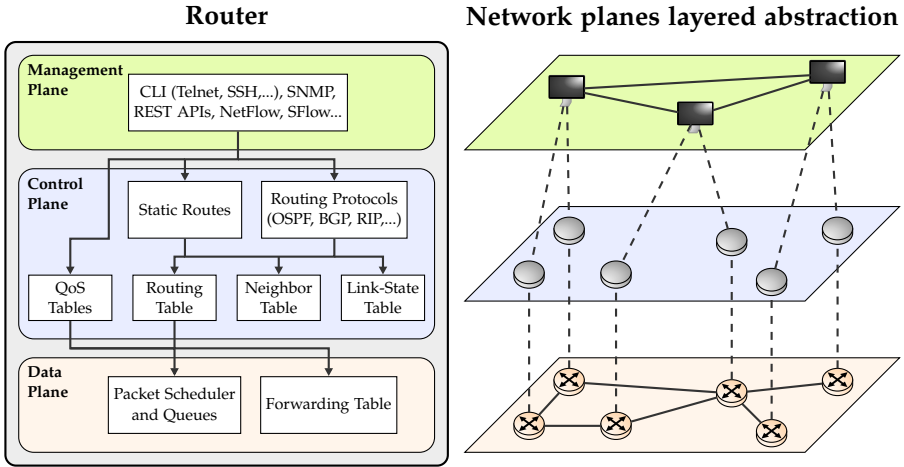 Router
Network planes layered abstraction
Management
Plane
CLI (Telnet, SSH,...), SNMP,
REST APIs, NetFlow, SFlow...
Control
Plane
Static Routes
Routing Protocols
(OSPF, BGP, RIP,...)
QoS
Tables
Routing
Table
Neighbor
Table
Link-State
Table
Data
Plane
Packet Scheduler
and Queues
Forwarding Table